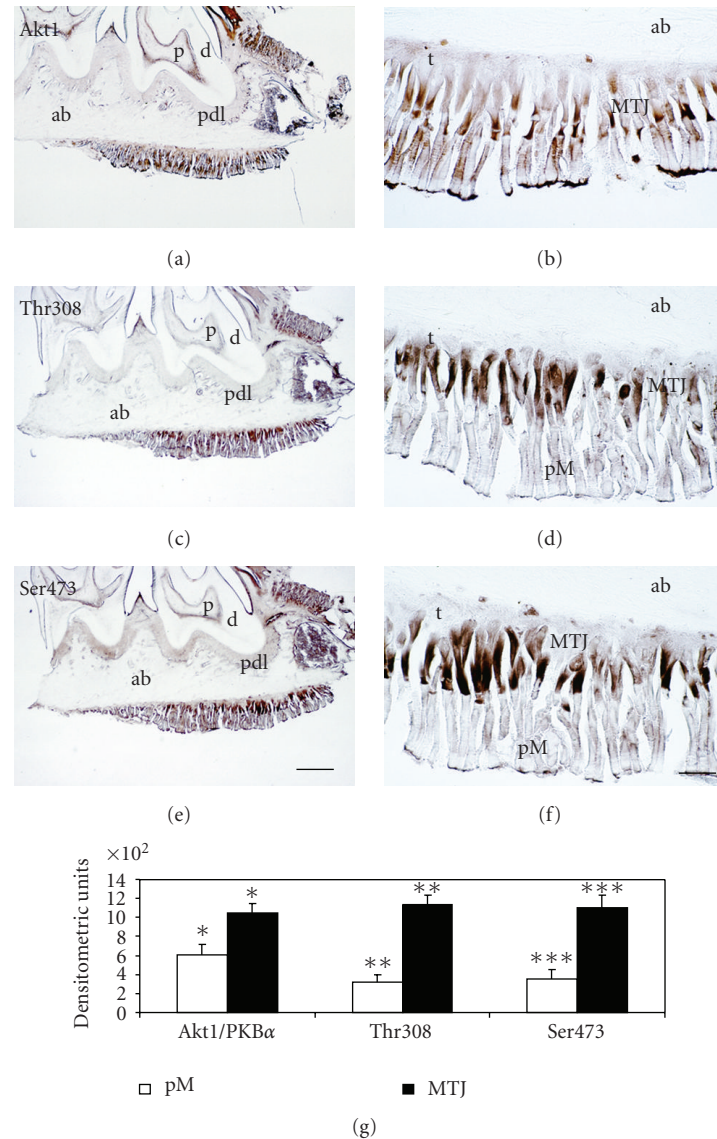 Akt1
p
d
ab
pdl
(a)
ab
t
MTJ
(b)
Thr308
p
d
pdl
ab
(c)
ab
t
MTJ
pM
(d)
Ser473
p
d
pdl
ab
(e)
ab
t
MTJ
pM
(f)
×10²
Densitometric units
14
12
10
8
6
4
2
0
* * ** ** *** ***
Akt1/PKBα Thr308 Ser473
pM MTJ
(g)